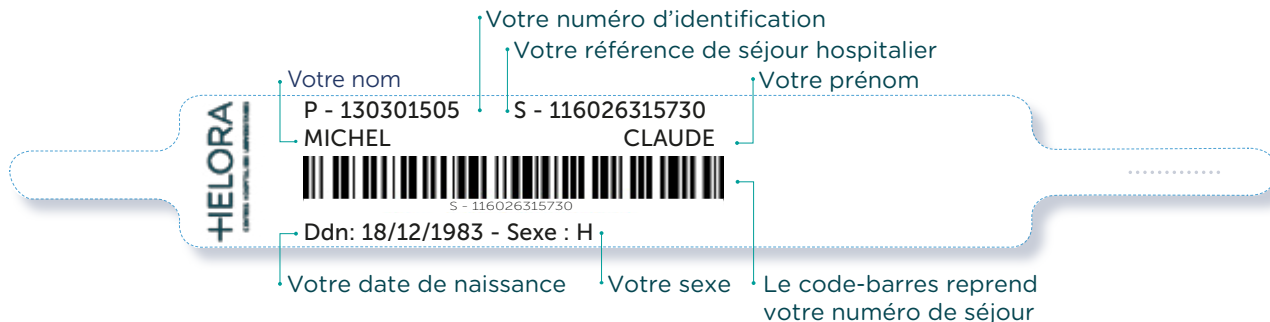 Votre numéro d'identification
Votre référence de séjour hospitalier
Votre nom
Votre prénom
HELORA
P - 130301505 S - 116026315730
MICHEL CLAUDE
S - 116026315730
Ddn: 18/12/1983 - Sexe : H
Votre date de naissance
Votre sexe
Le code-barres reprend
votre numéro de séjour